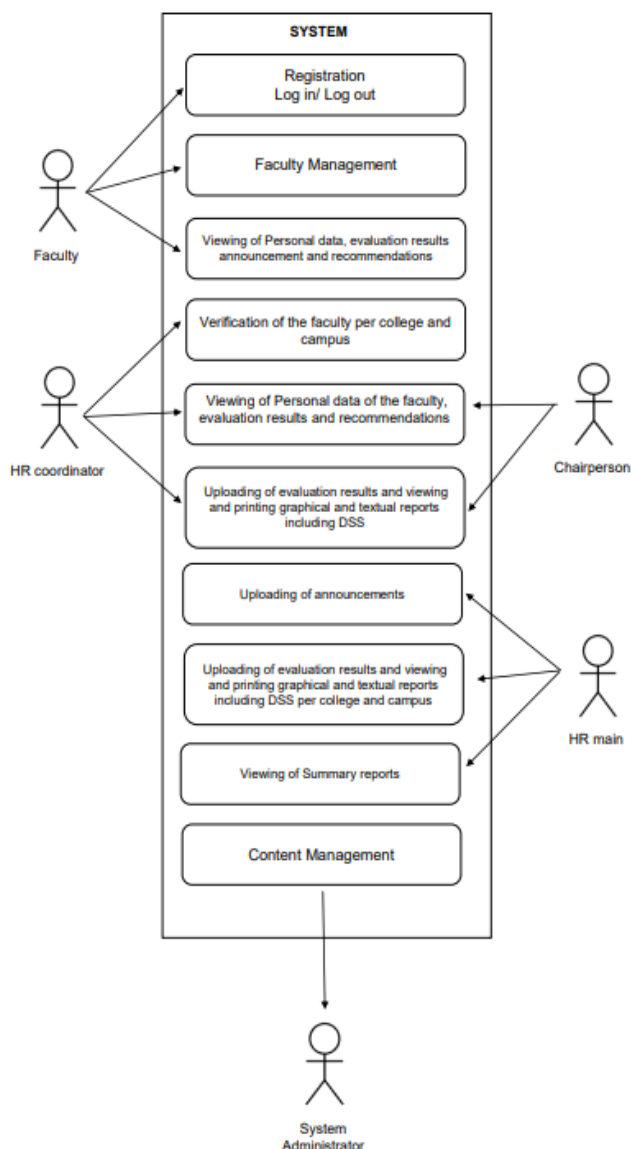 SYSTEM
Registration
Log in/ Log out
Faculty Management
Faculty
Viewing of Personal data, evaluation results
announcement and recommendations
Verification of the faculty per college and
campus
HR coordinator
Viewing of Personal data of the faculty,
evaluation results and recommendations
Chairperson
Uploading of evaluation results and viewing
and printing graphical and textual reports
including DSS
Uploading of announcements
Uploading of evaluation results and viewing
and printing graphical and textual reports
including DSS per college and campus
HR main
Viewing of Summary reports
Content Management
System
Administrator